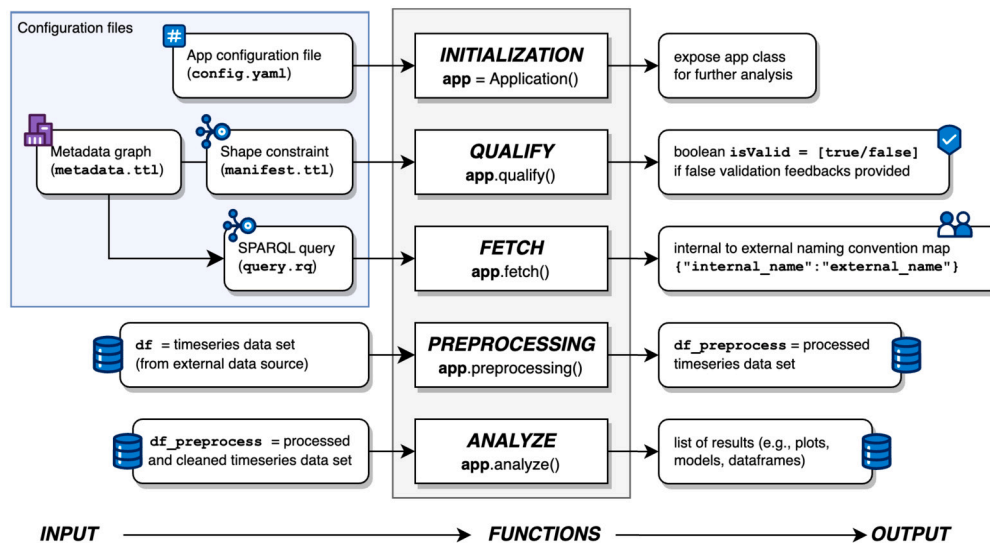 Configuration files
#
App configuration file
(config.yaml)
INITIALIZATION
app = Application()
expose app class
for further analysis
Metadata graph
(metadata.ttl)
Shape constraint
(manifest.ttl)
QUALIFY
app.qualify()
boolean isValid = [true/false]
if false validation feedbacks provided
SPARQL query
(query.rq)
FETCH
app.fetch()
internal to external naming convention map
{"internal_name":"external_name"}
df = timeseries data set
(from external data source)
PREPROCESSING
app.preprocessing()
df_preprocess = processed
timeseries data set
df_preprocess = processed
and cleaned timeseries data set
ANALYZE
app.analyze()
list of results (e.g., plots,
models, dataframes)
INPUT
FUNCTIONS
OUTPUT